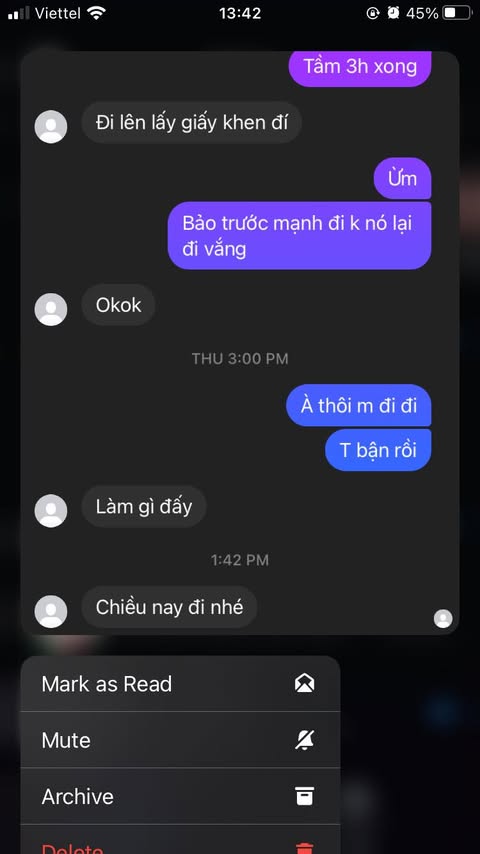 Viettel
13:42
45%
Tầm 3h xong
Đi lên lấy giấy khen đí
Ừm
Bảo trước mạnh đi k nó lại
đi vắng
Okok
THU 3:00 PM
À thôi m đi đi
T bận rồi
Làm gì đấy
1:42 PM
Chiều nay đi nhé
Mark as Read
Mute
Archive
Delete